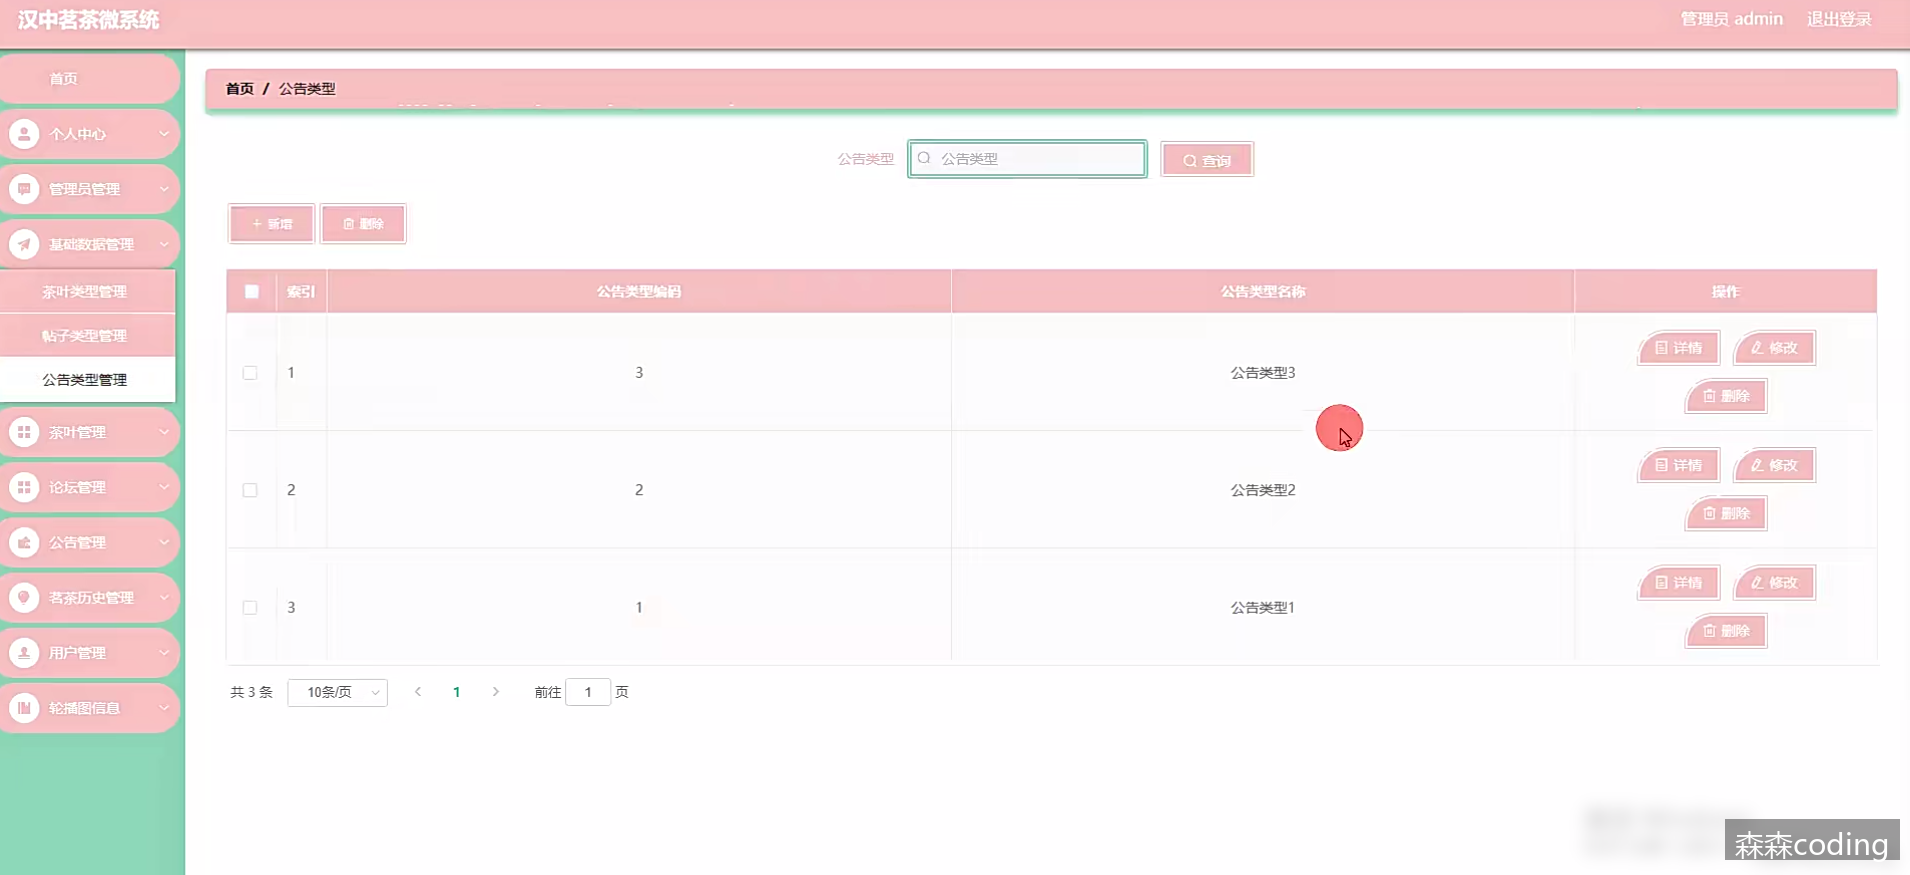 汉中茗茶微系统
管理员 admin 退出登录
首页
个人中心
管理员管理
基础数据管理
茶叶类型管理
帖子类型管理
公告类型管理
茶叶管理
论坛管理
公告管理
茗茶历史管理
用户管理
轮播图信息
首页 / 公告类型
公告类型 公告类型 查询
新增 删除
索引 公告类型编码 公告类型名称 操作
1 3 公告类型3 详情 修改
删除
2 2 公告类型2 详情 修改
删除
3 1 公告类型1 详情 修改
删除
共 3 条 10条/页 1 前往 1 页
森森coding